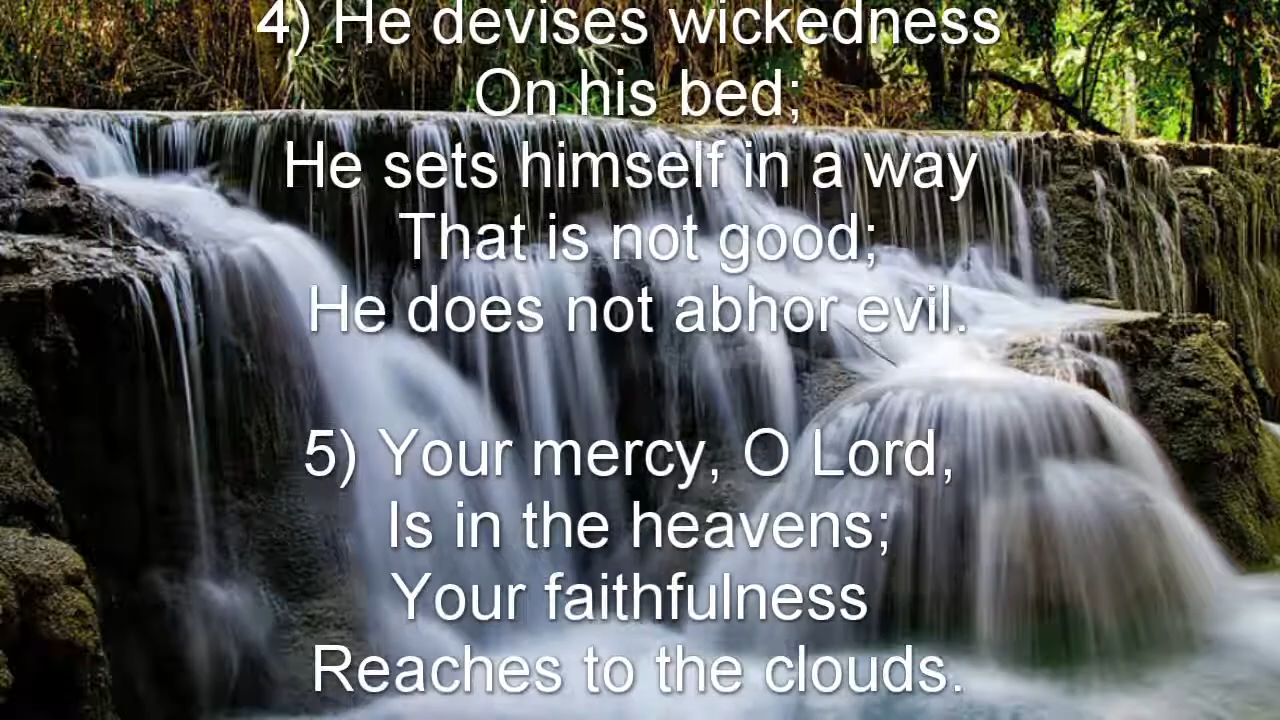 4) He devises wickedness
On his bed;
He sets himself in a way
That is not good;
He does not abhor evil.
5) Your mercy, O Lord,
Is in the heavens;
Your faithfulness
Reaches to the clouds.